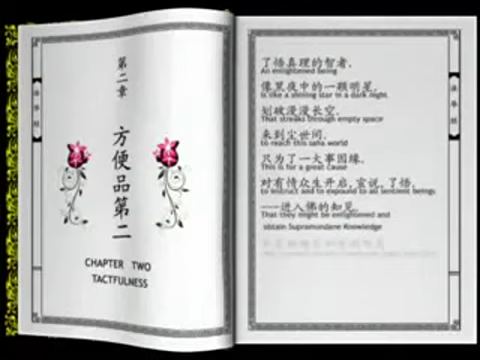 第二章
方便品第二
CHAPTER TWO
TACTFULNESS
了悟真理的智者.
An enlightened being
像黑夜中的一颗明星.
Is like a shining star in a dark night
划破漫漫长空.
That streaks through empty space
来到尘世间.
to reach this saha world
只为了一大事因缘.
This is for a great cause
对有情众生开启,宣说,了悟.
to instruct and to expound to all sentient beings
——进入佛的知见.
That they might be enlightened and
obtain Supramundane Knowledge
法华经